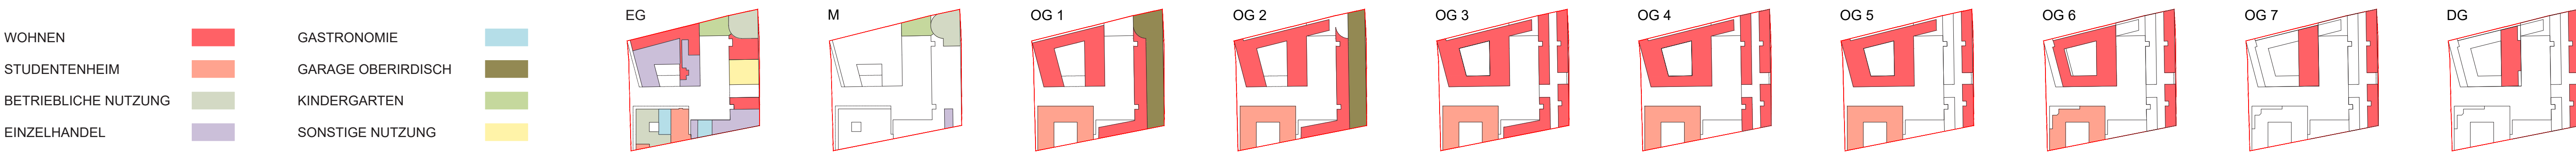 EG M OG 1 OG 2 OG 3 OG 4 OG 5 OG 6 OG 7 DG
WOHNEN GASTRONOMIE
STUDENTENHEIM GARAGE OBERIRDISCH
BETRIEBLICHE NUTZUNG KINDERGARTEN
EINZELHANDEL SONSTIGE NUTZUNG